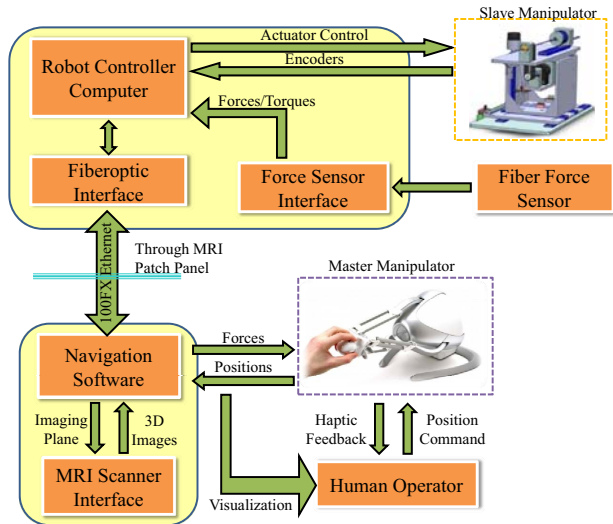 Slave Manipulator
Actuator Control
Encoders
Robot Controller
Computer
Forces/Torques
Fiberoptic
Interface
Force Sensor
Interface
Fiber Force
Sensor
100FX Ethernet
Through MRI
Patch Panel
Master Manipulator
Navigation
Software
Forces
Positions
Imaging
Plane
3D
Images
Haptic
Feedback
Position
Command
MRI Scanner
Interface
Visualization
Human Operator